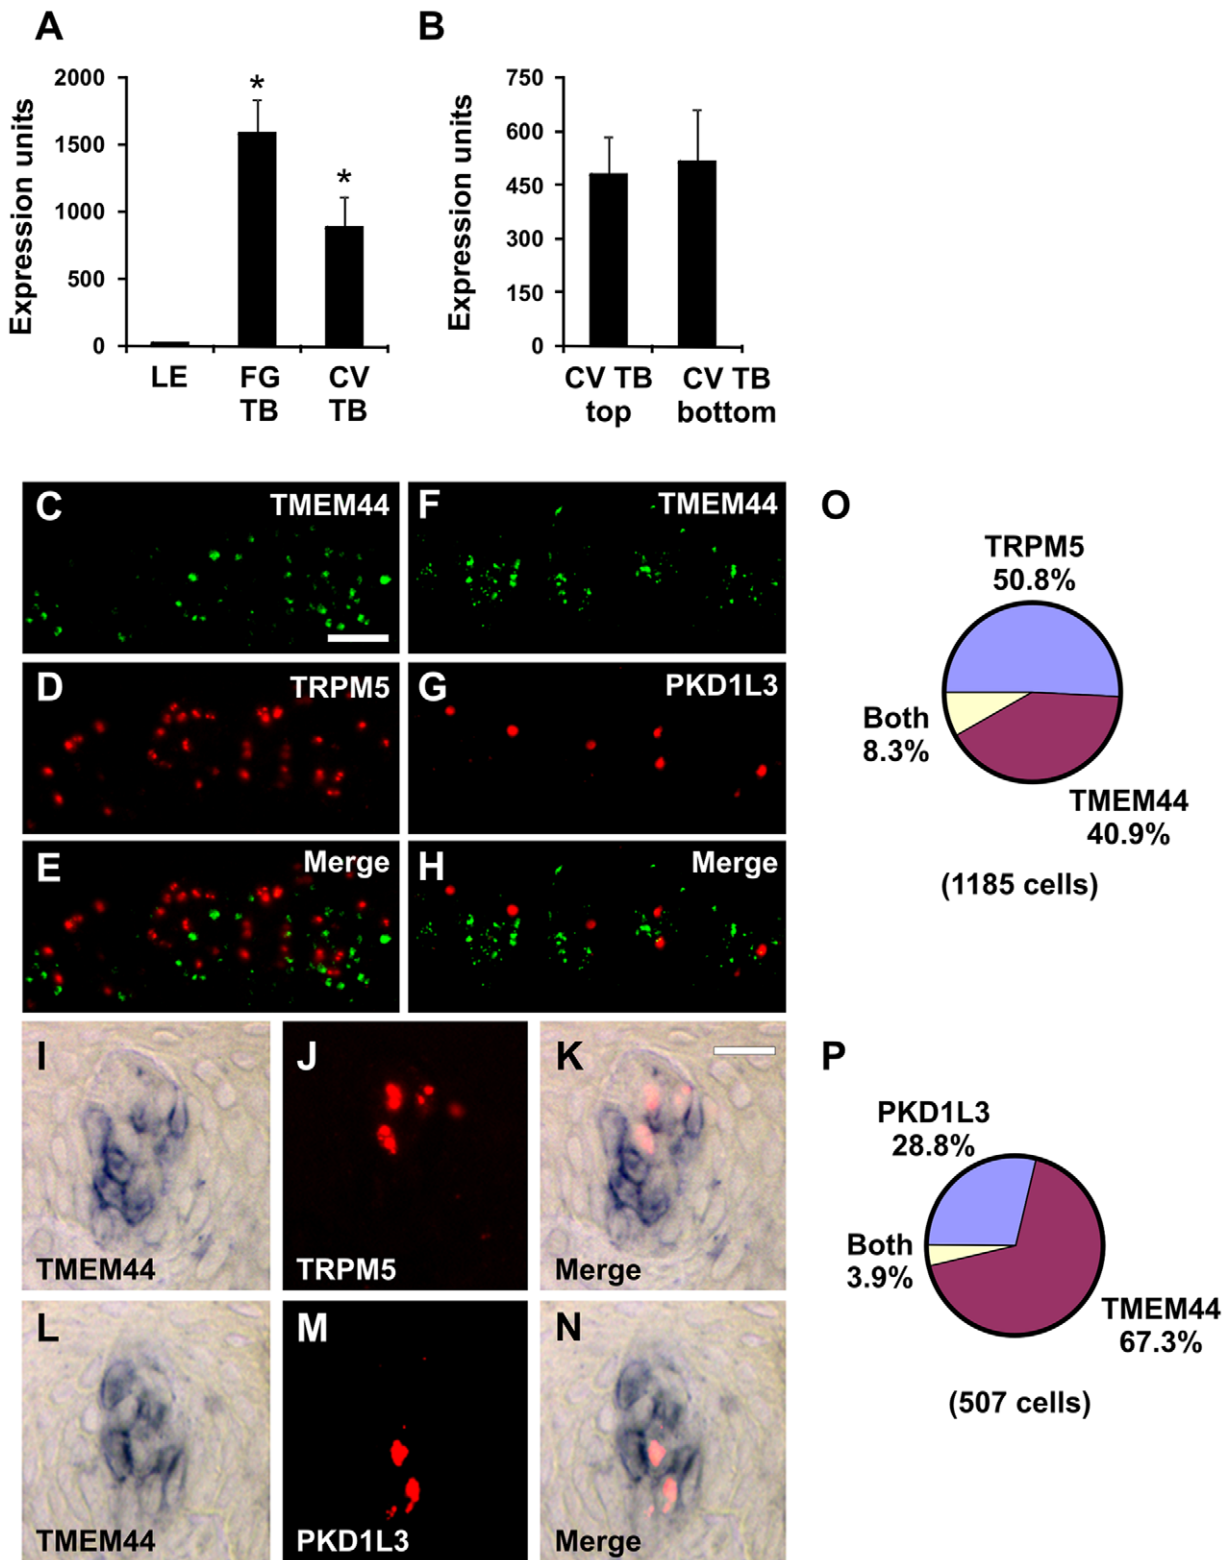 A
B
Expression units
2000
1500
1000
500
0
*
*
LE
FG
TB
CV
TB
Expression units
750
600
450
300
150
0
CV TB
top
CV TB
bottom
C
TMEM44
F
TMEM44
D
TRPM5
G
PKD1L3
E
Merge
H
Merge
O
TRPM5
50.8%
Both
8.3%
TMEM44
40.9%
(1185 cells)
I
TMEM44
J
TRPM5
K
Merge
L
TMEM44
M
PKD1L3
N
Merge
P
PKD1L3
28.8%
Both
3.9%
TMEM44
67.3%
(507 cells)